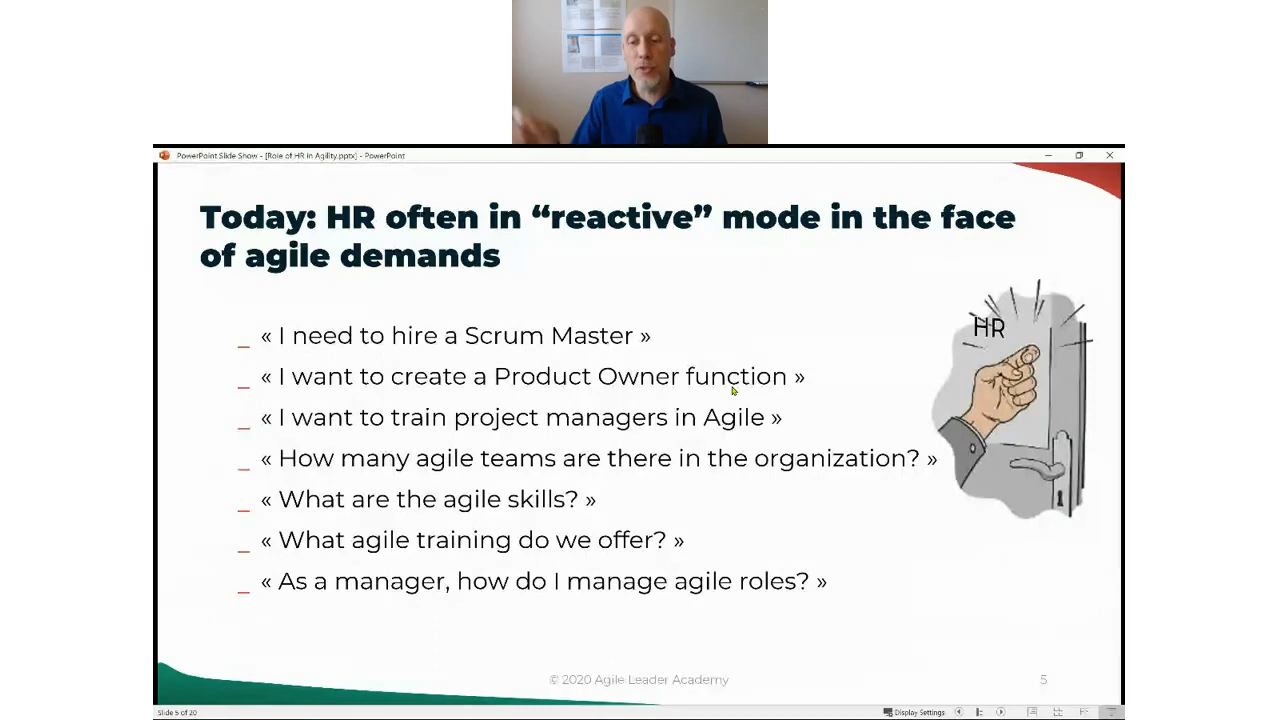 PowerPoint Slide Show - [Role of HR in Agility.pptx] - PowerPoint
Today: HR often in “reactive” mode in the face
of agile demands
HR
_ « I need to hire a Scrum Master »
_ « I want to create a Product Owner function »
_ « I want to train project managers in Agile »
_ « How many agile teams are there in the organization? »
_ « What are the agile skills? »
_ « What agile training do we offer? »
_ « As a manager, how do I manage agile roles? »
© 2020 Agile Leader Academy
5
Slide 5 of 20
Display Settings